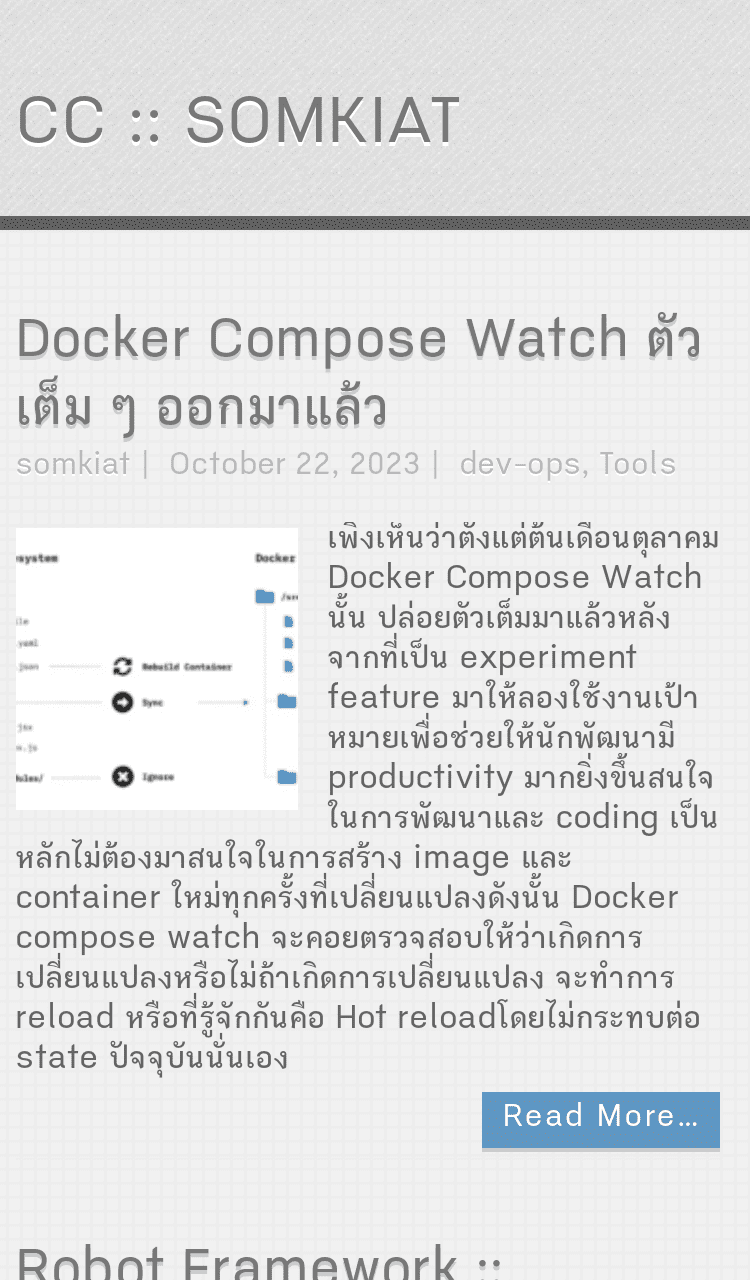 CC :: SOMKIAT
Docker Compose Watch ตัว
เต็ม ๆ ออกมาแล้ว
somkiat | October 22, 2023 | dev-ops, Tools
system
Docker
.yaml
.json
Rebuild Container
Sync
Ignore
เพิ่งเห็นว่าตั้งแต่ต้นเดือนตุลาคม
Docker Compose Watch
นั้น ปล่อยตัวเต็มมาแล้วหลัง
จากที่เป็น experiment
feature มาให้ลองใช้งานเป้า
หมายเพื่อช่วยให้นักพัฒนามี
productivity มากยิ่งขึ้นสนใจ
ในการพัฒนาและ coding เป็น
หลักไม่ต้องมาสนใจในการสร้าง image และ
container ใหม่ทุกครั้งที่เปลี่ยนแปลงดังนั้น Docker
compose watch จะคอยตรวจสอบให้ว่าเกิดการ
เปลี่ยนแปลงหรือไม่ถ้าเกิดการเปลี่ยนแปลง จะทำการ
reload หรือที่รู้จักกันคือ Hot reloadโดยไม่กระทบต่อ
state ปัจจุบันนั่นเอง
Read More…
Robot Framework ::